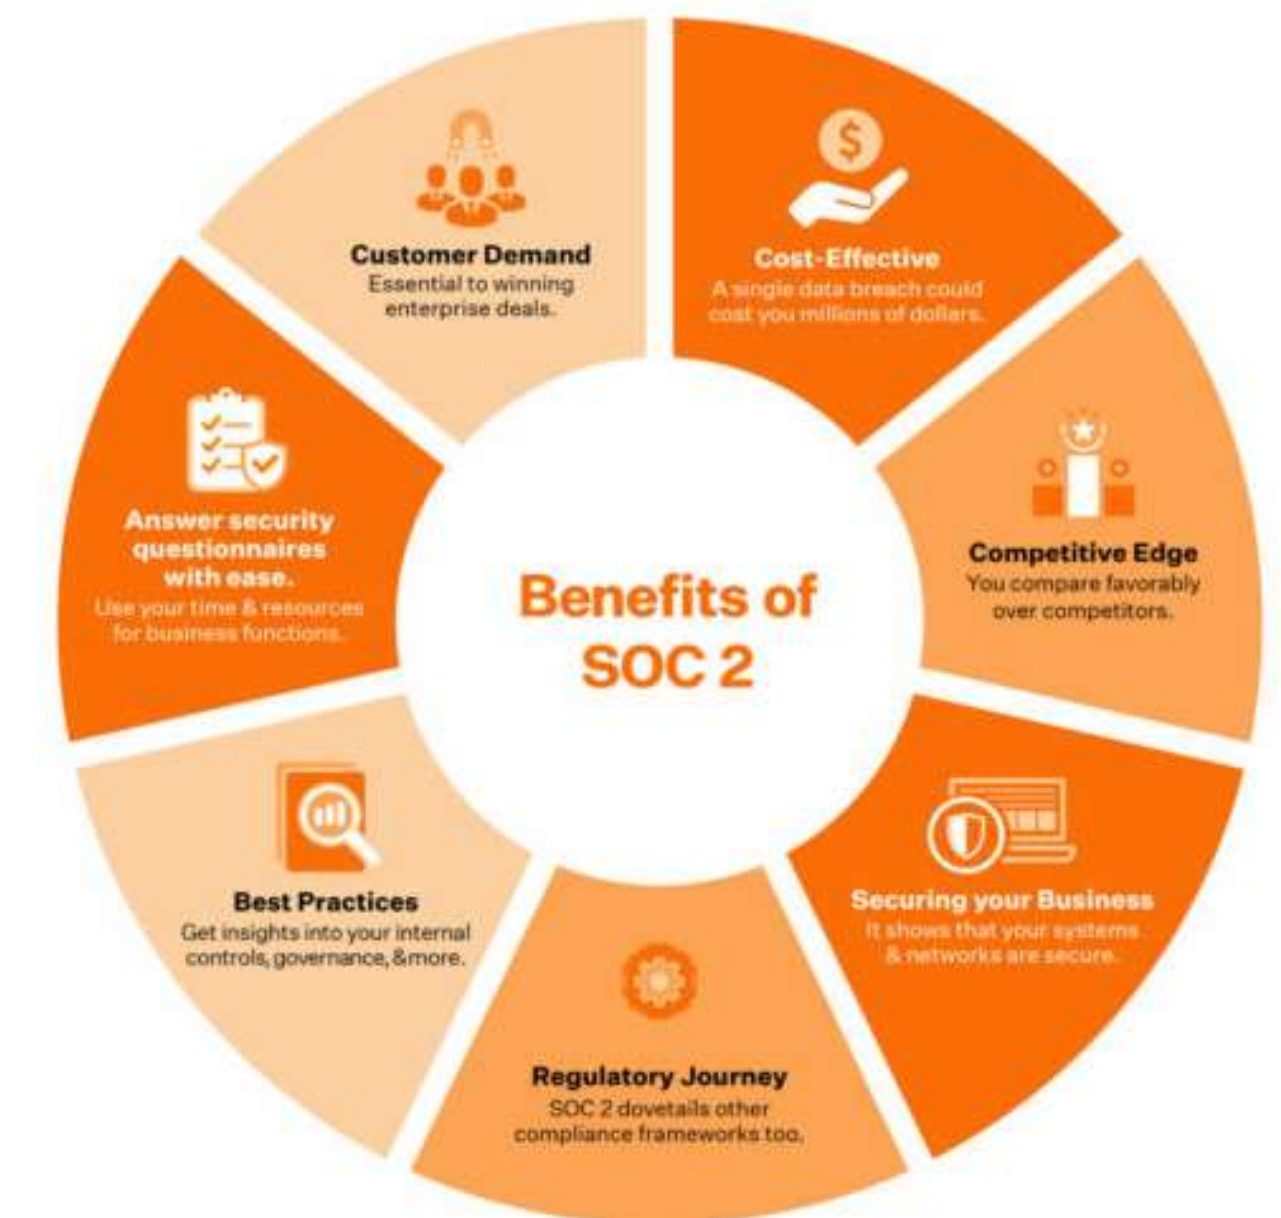 Benefits of
SOC 2
Cost-Effective
A single data breach could
cost you millions of dollars.
Competitive Edge
You compare favorably
over competitors.
Securing your Business
It shows that your systems
& networks are secure.
Regulatory Journey
SOC 2 dovetails other
compliance frameworks too.
Best Practices
Get insights into your internal
controls, governance, &more.
Answer security
questionnaires
with ease.
Use your time & resources
for business functions.
Customer Demand
Essential to winning
enterprise deals.
$